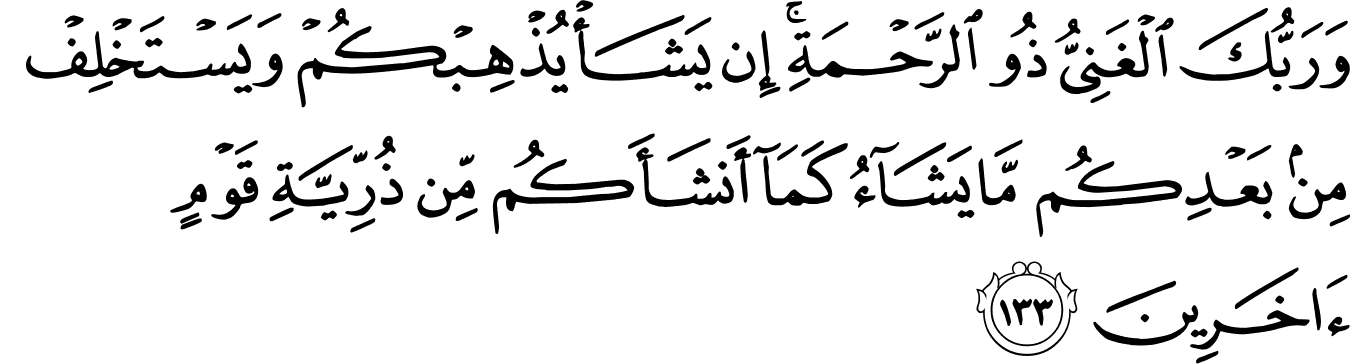 وَرَبُّكَ ٱلْغَنِىُّ ذُو ٱلرَّحْمَةِ ۚ إِن يَشَأْ يُذْهِبْكُمْ وَيَسْتَخْلِفْ
مِنۢ بَعْدِكُم مَّا يَشَآءُ كَمَآ أَنشَأَكُم مِّن ذُرِّيَّةِ قَوْمٍ
ءَاخَرِينَ ١٣٣